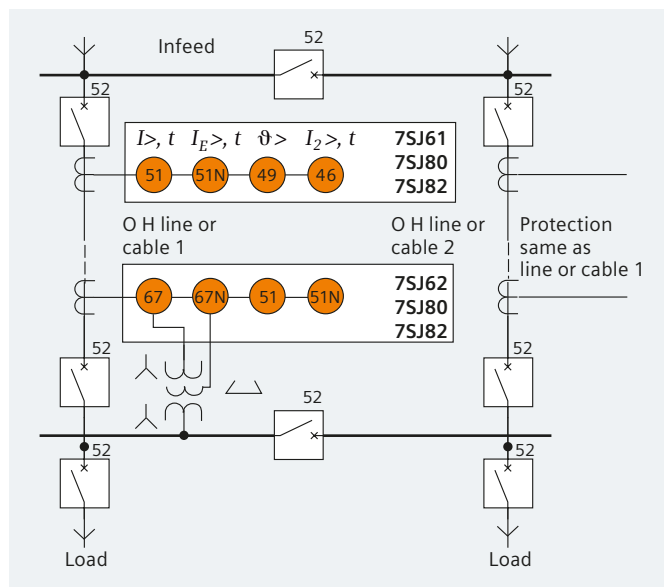 Infeed
52
52
52
I>, t I_E>, t ϑ> I_2>, t
7SJ61
7SJ80
7SJ82
51 51N 49 46
O H line or
cable 1
O H line or
cable 2
Protection
same as
line or cable 1
67 67N 51 51N
7SJ62
7SJ80
7SJ82
52
52
52
52
52
Load
Load